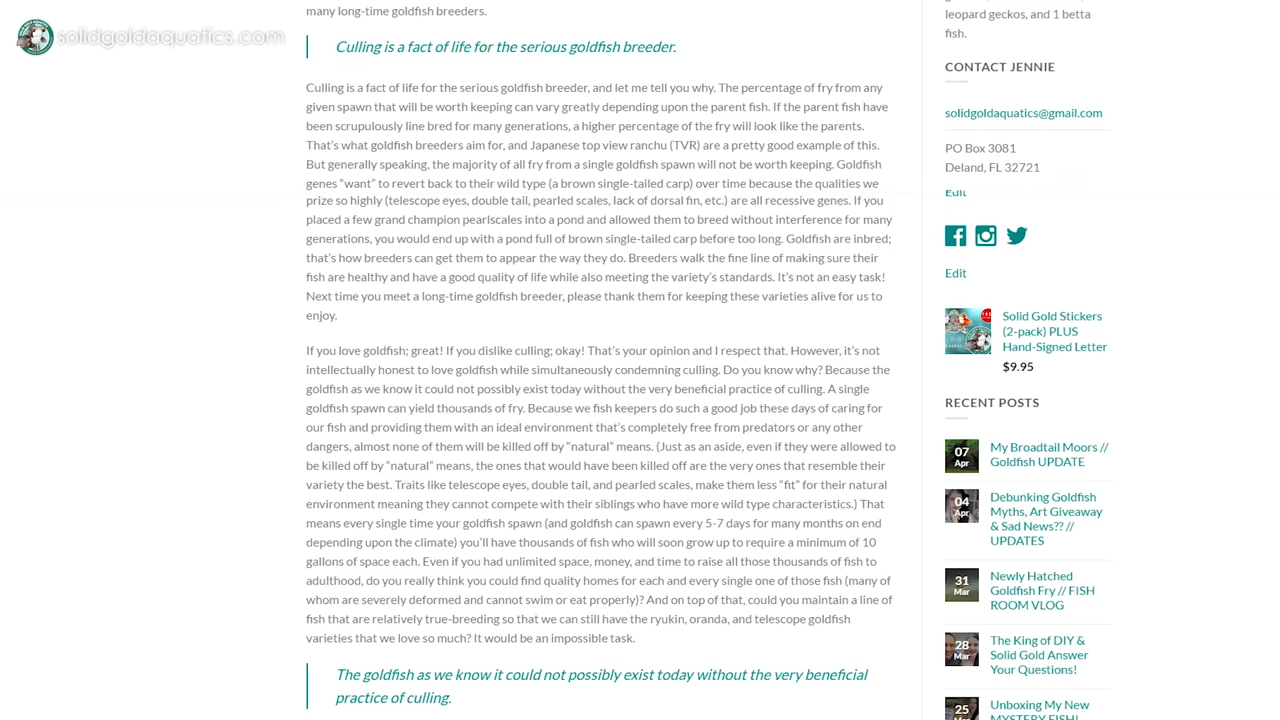 solidgoldaquatics.com
many long-time goldfish breeders.
Culling is a fact of life for the serious goldfish breeder.
Culling is a fact of life for the serious goldfish breeder, and let me tell you why. The percentage of fry from any
given spawn that will be worth keeping can vary greatly depending upon the parent fish. If the parent fish have
been scrupulously line bred for many generations, a higher percentage of the fry will look like the parents.
That's what goldfish breeders aim for, and Japanese top view ranchu (TVR) are a pretty good example of this.
But generally speaking, the majority of all fry from a single goldfish spawn will not be worth keeping. Goldfish
genes “want” to revert back to their wild type (a brown single-tailed carp) over time because the qualities we
prize so highly (telescope eyes, double tail, pearled scales, lack of dorsal fin, etc.) are all recessive genes. If you
placed a few grand champion pearlscales into a pond and allowed them to breed without interference for many
generations, you would end up with a pond full of brown single-tailed carp before too long. Goldfish are inbred;
that's how breeders can get them to appear the way they do. Breeders walk the fine line of making sure their
fish are healthy and have a good quality of life while also meeting the variety's standards. It's not an easy task!
Next time you meet a long-time goldfish breeder, please thank them for keeping these varieties alive for us to
enjoy.
If you love goldfish; great! If you dislike culling; okay! That's your opinion and I respect that. However, it's not
intellectually honest to love goldfish while simultaneously condemning culling. Do you know why? Because the
goldfish as we know it could not possibly exist today without the very beneficial practice of culling. A single
goldfish spawn can yield thousands of fry. Because we fish keepers do such a good job these days of caring for
our fish and providing them with an ideal environment that's completely free from predators or any other
dangers, almost none of them will be killed off by “natural” means. (Just as an aside, even if they were allowed to
be killed off by “natural” means, the ones that would have been killed off are the very ones that resemble their
variety the best. Traits like telescope eyes, double tail, and pearled scales, make them less “fit” for their natural
environment meaning they cannot compete with their siblings who have more wild type characteristics.) That
means every single time your goldfish spawn (and goldfish can spawn every 5-7 days for many months on end
depending upon the climate) you'll have thousands of fish who will soon grow up to require a minimum of 10
gallons of space each. Even if you had unlimited space, money, and time to raise all those thousands of fish to
adulthood, do you really think you could find quality homes for each and every single one of those fish (many of
whom are severely deformed and cannot swim or eat properly)? And on top of that, could you maintain a line of
fish that are relatively true-breeding so that we can still have the ryukin, oranda, and telescope goldfish
varieties that we love so much? It would be an impossible task.
The goldfish as we know it could not possibly exist today without the very beneficial
practice of culling.
leopard geckos, and 1 betta
fish.
CONTACT JENNIE
solidgoldaquatics@gmail.com
PO Box 3081
Deland, FL 32721
Edit
Edit
Solid Gold Stickers
(2-pack) PLUS
Hand-Signed Letter
$9.95
RECENT POSTS
07
Apr
My Broadtail Moors //
Goldfish UPDATE
04
Apr
Debunking Goldfish
Myths, Art Giveaway
& Sad News?? //
UPDATES
31
Mar
Newly Hatched
Goldfish Fry // FISH
ROOM VLOG
28
Mar
The King of DIY &
Solid Gold Answer
Your Questions!
25
Mar
Unboxing My New
MYSTERY FISH!